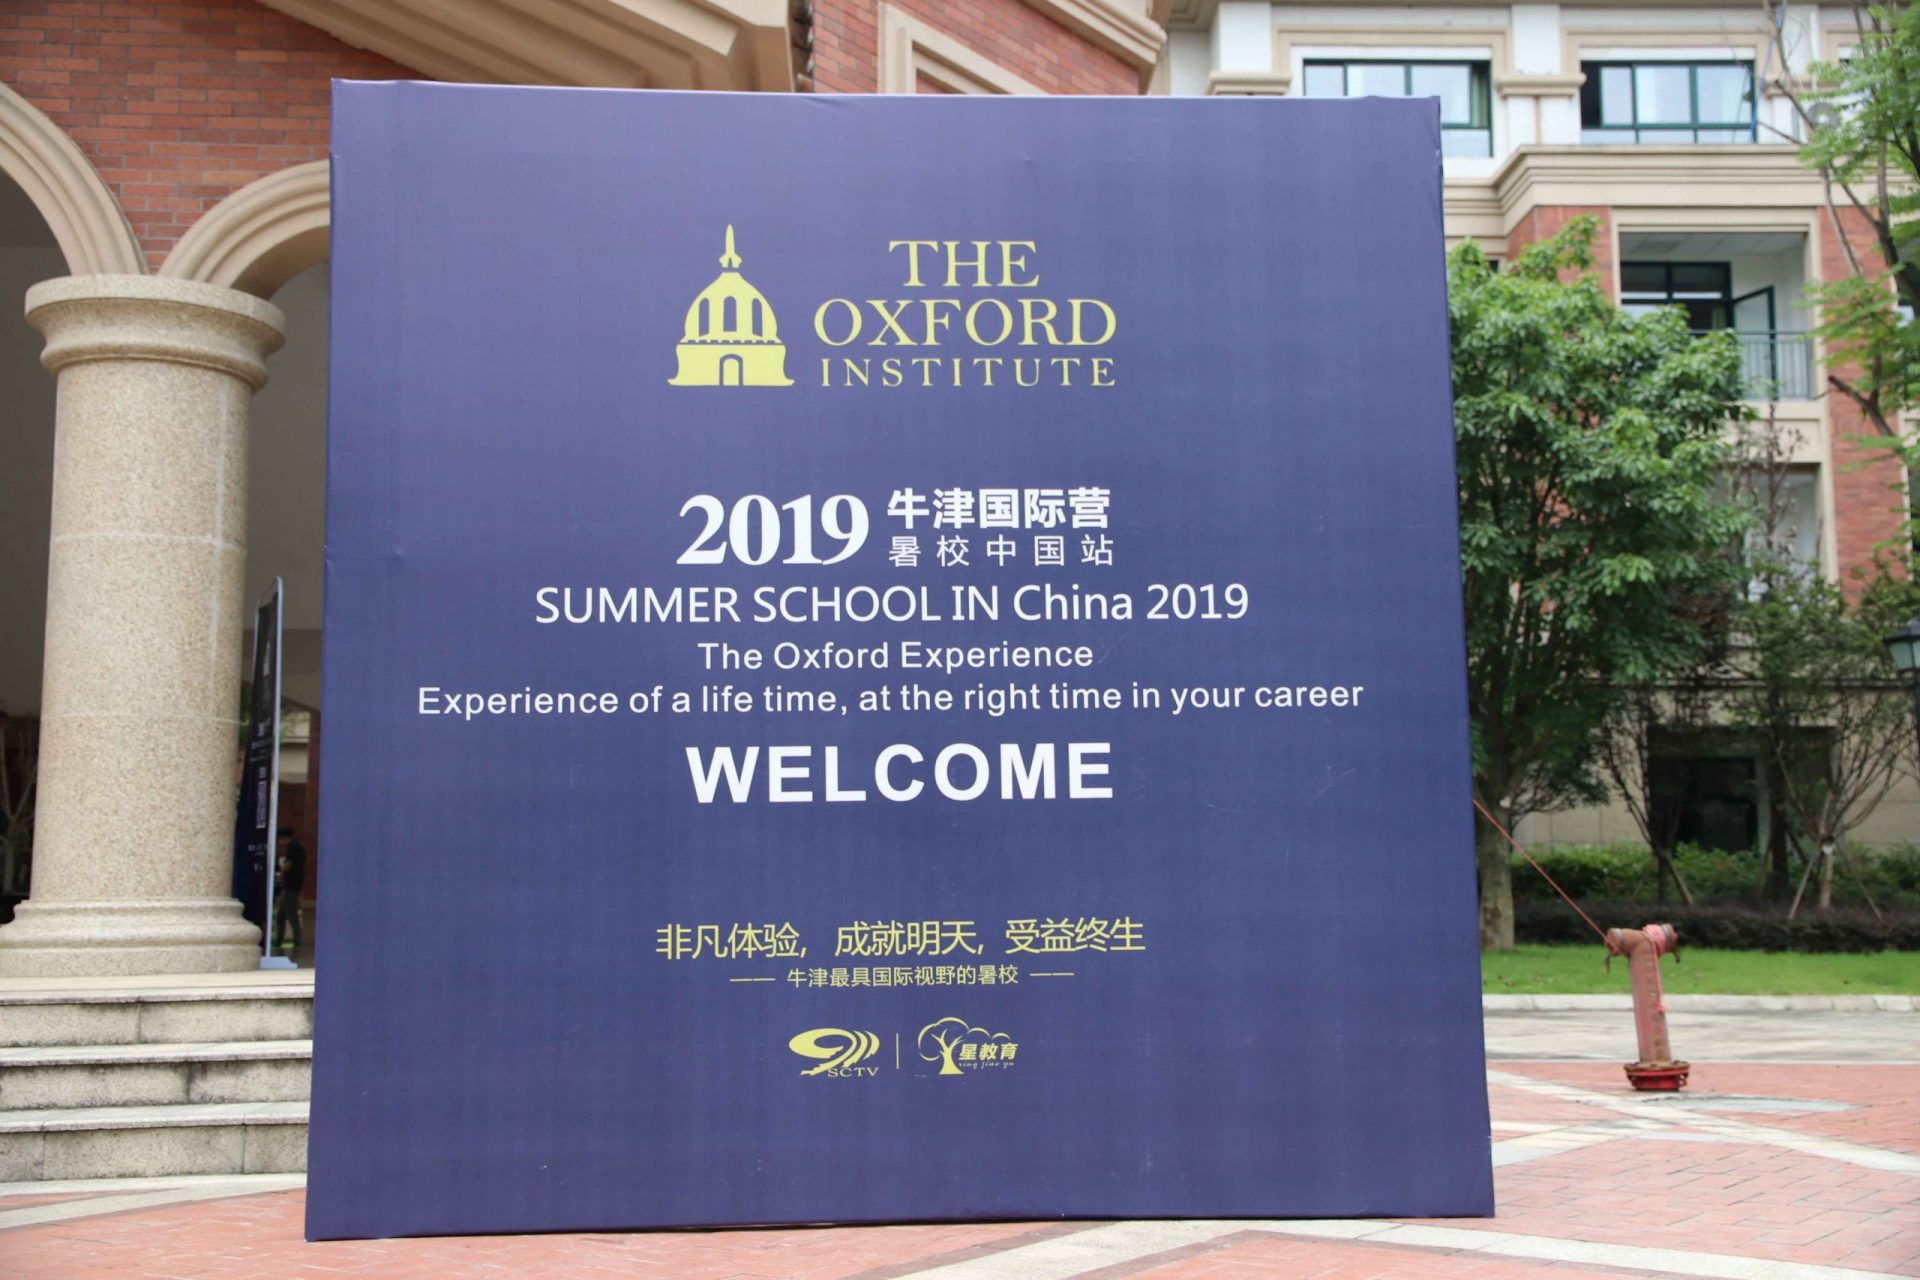 THE
OXFORD
INSTITUTE
2019 牛津国际营
暑校中国站
SUMMER SCHOOL IN China 2019
The Oxford Experience
Experience of a life time, at the right time in your career
WELCOME
非凡体验, 成就明天, 受益终生
—— 牛津最具国际视野的暑校 ——
SCTV
星教育
xing jiao yu